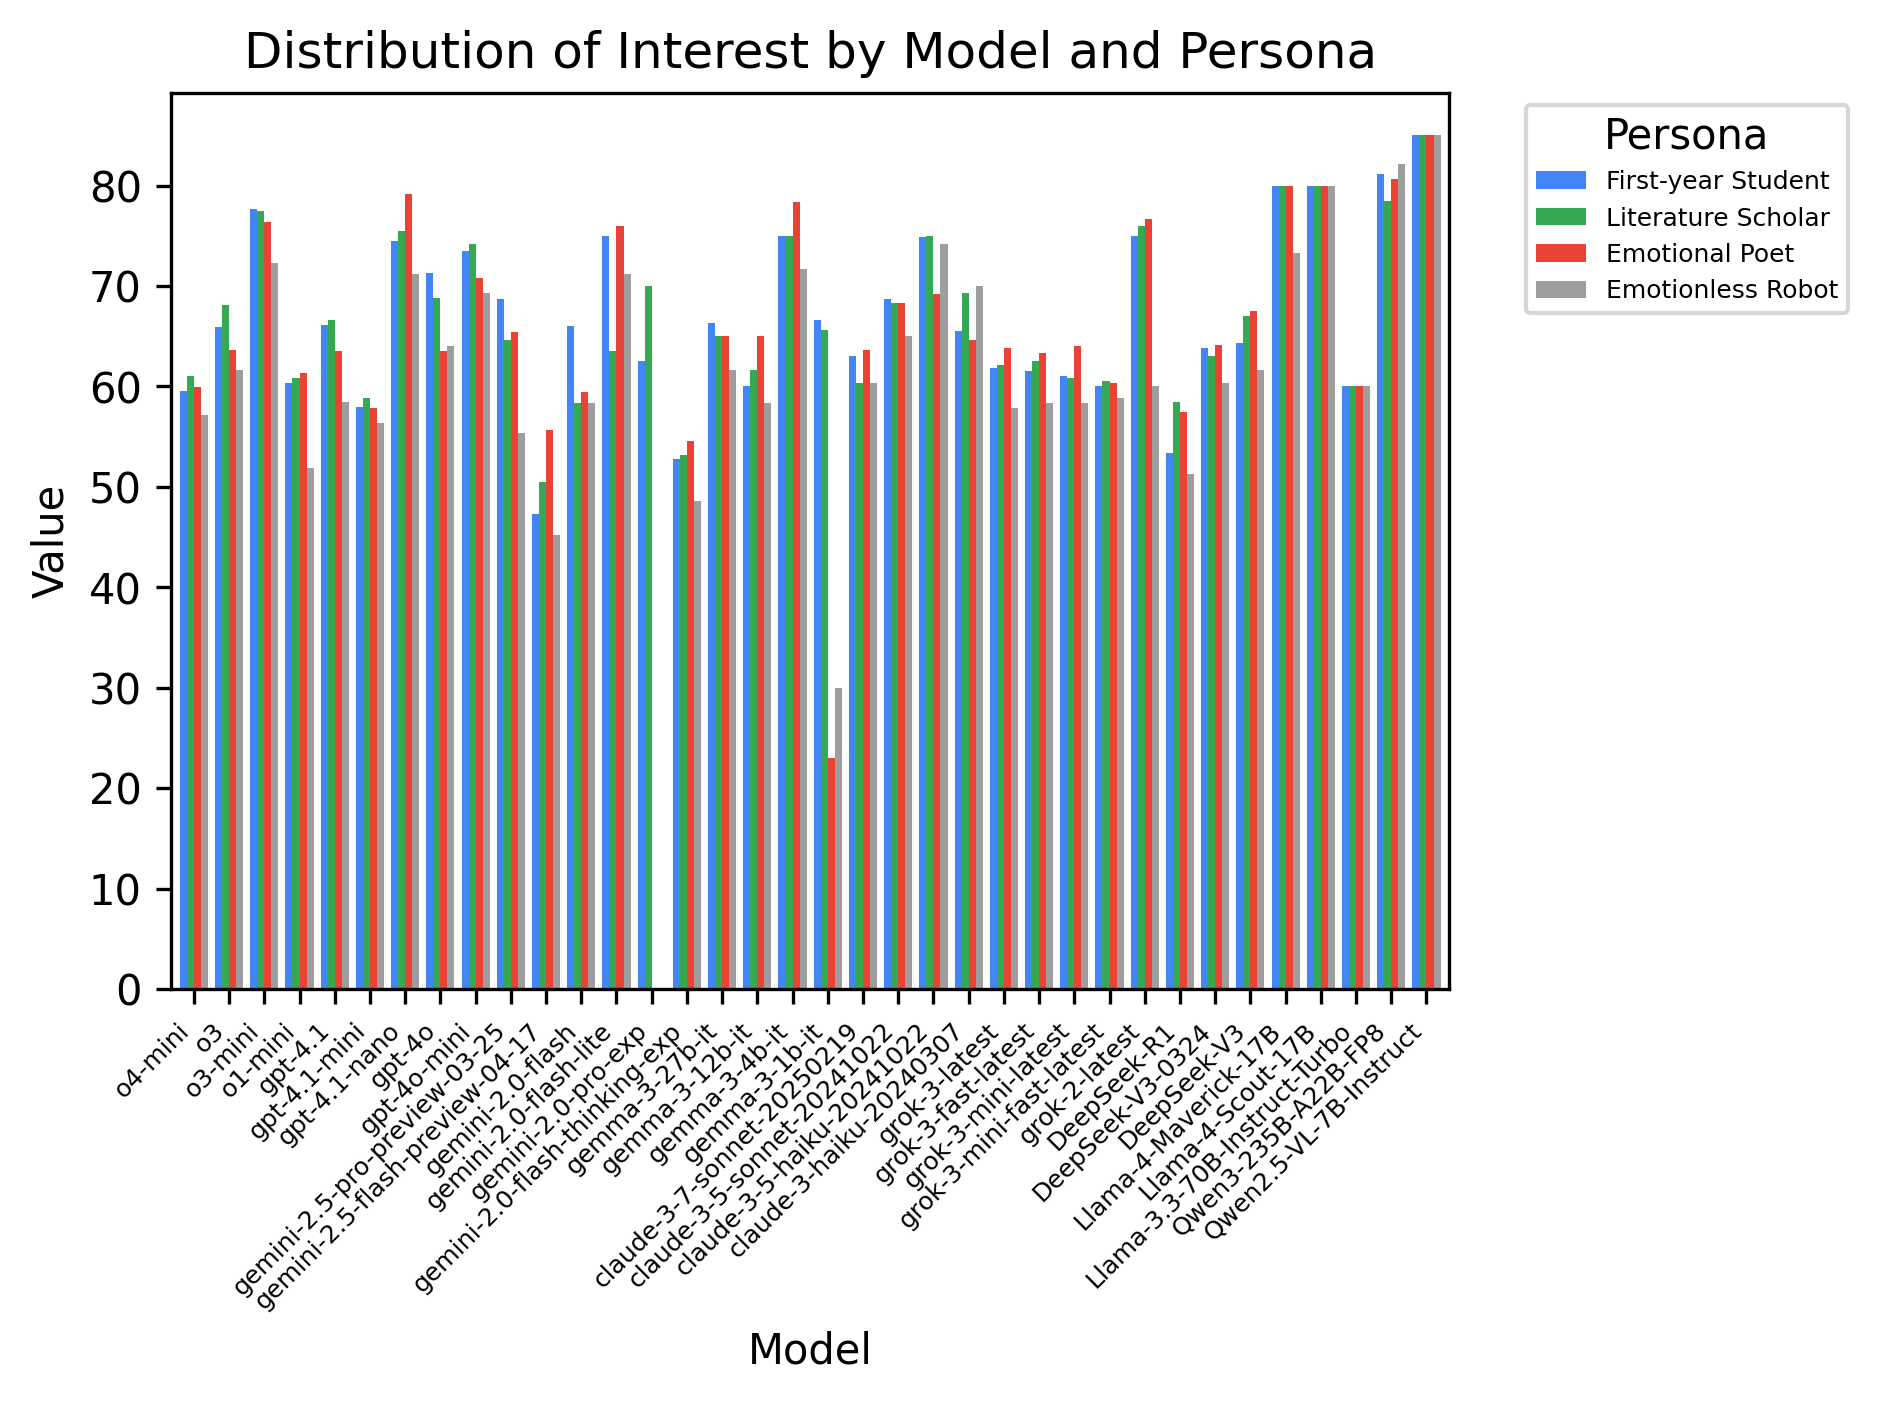 Distribution of Interest by Model and Persona
Persona
First-year Student
Literature Scholar
Emotional Poet
Emotionless Robot
Value
80
70
60
50
40
30
20
10
0
o4-mini
o3
o3-mini
o1-mini
gpt-4.1
gpt-4.1-mini
gpt-4.1-nano
gpt-4o
gpt-4o-mini
gemini-2.5-pro-preview-03-25
gemini-2.5-flash-preview-04-17
gemini-2.0-flash
gemini-2.0-flash-lite
gemini-2.0-pro-exp
gemini-2.0-flash-thinking-exp
gemma-3-27b-it
gemma-3-12b-it
gemma-3-4b-it
gemma-3-1b-it
claude-3-7-sonnet-20250219
claude-3-5-sonnet-20241022
claude-3-5-haiku-20241022
claude-3-haiku-20240307
grok-3-latest
grok-3-fast-latest
grok-3-mini-latest
grok-3-mini-fast-latest
grok-2-latest
DeepSeek-R1
DeepSeek-V3-0324
DeepSeek-V3
Llama-4-Maverick-17B
Llama-4-Scout-17B
Llama-3.3-70B-Instruct-Turbo
Qwen3-235B-A22B-FP8
Qwen2.5-VL-7B-Instruct
Model